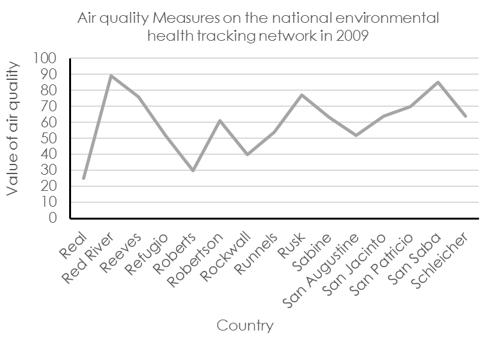 Air quality Measures on the national environmental
health tracking network in 2009
Value of air quality
100
90
80
70
60
50
40
30
20
10
0
Real
Red River
Reeves
Refugio
Roberts
Robertson
Rockwall
Runnels
Rusk
Sabine
San Augustine
San Jacinto
San Patricio
San Saba
Schleicher
Country